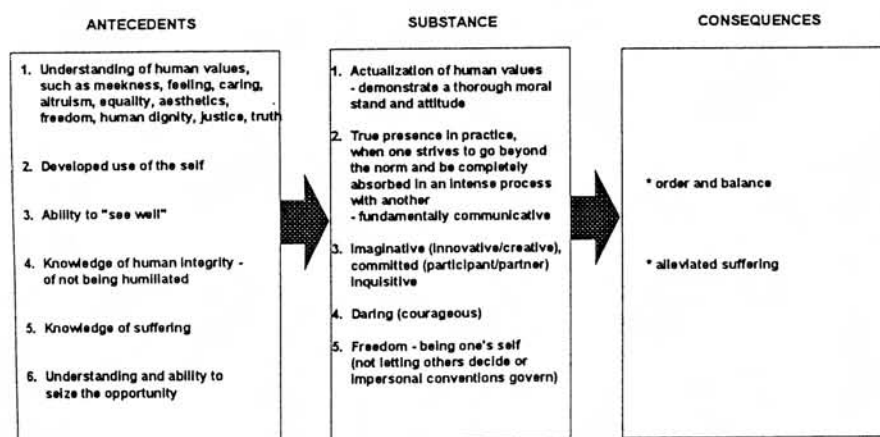 ANTECEDENTS
1. Understanding of human values,
such as meekness, feeling, caring,
altruism, equality, aesthetics,
freedom, human dignity, justice, truth
2. Developed use of the self
3. Ability to "see well"
4. Knowledge of human integrity -
of not being humiliated
5. Knowledge of suffering
6. Understanding and ability to
seize the opportunity
SUBSTANCE
1. Actualization of human values
- demonstrate a thorough moral
stand and attitude
2. True presence in practice,
when one strives to go beyond
the norm and be completely
absorbed in an intense process
with another
- fundamentally communicative
3. Imaginative (innovative/creative),
committed (participant/partner)
inquisitive
4. Daring (courageous)
5. Freedom - being one's self
(not letting others decide or
impersonal conventions govern)
CONSEQUENCES
* order and balance
* alleviated suffering